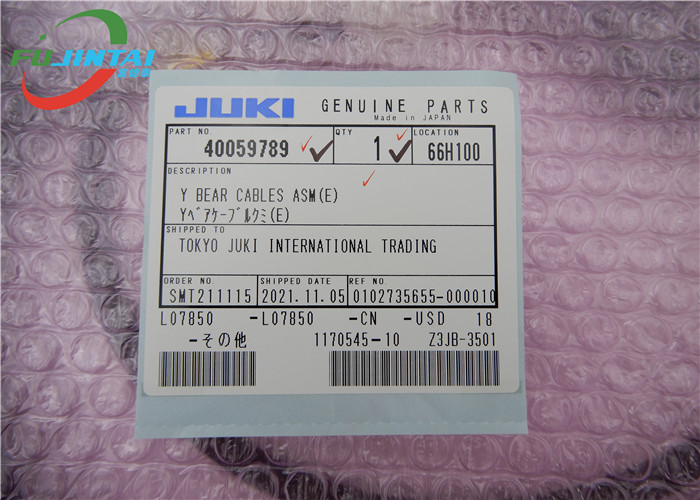 FUJINTAI
JUKI GENUINE PARTS
Made in JAPAN
PART NO. QTY LOCATION
40059789 1 66H100
DESCRIPTION
Y BEAR CABLES ASM(E)
Yベアケーブルクミ(E)
SHIPPED TO
TOKYO JUKI INTERNATIONAL TRADING
ORDER NO. SHIPPED DATE REF NO.
SMT211115 2021.11.05 0102735655-000010
L07850 -L07850 -CN -USD 18
-その他 1170545-10 Z3JB-3501